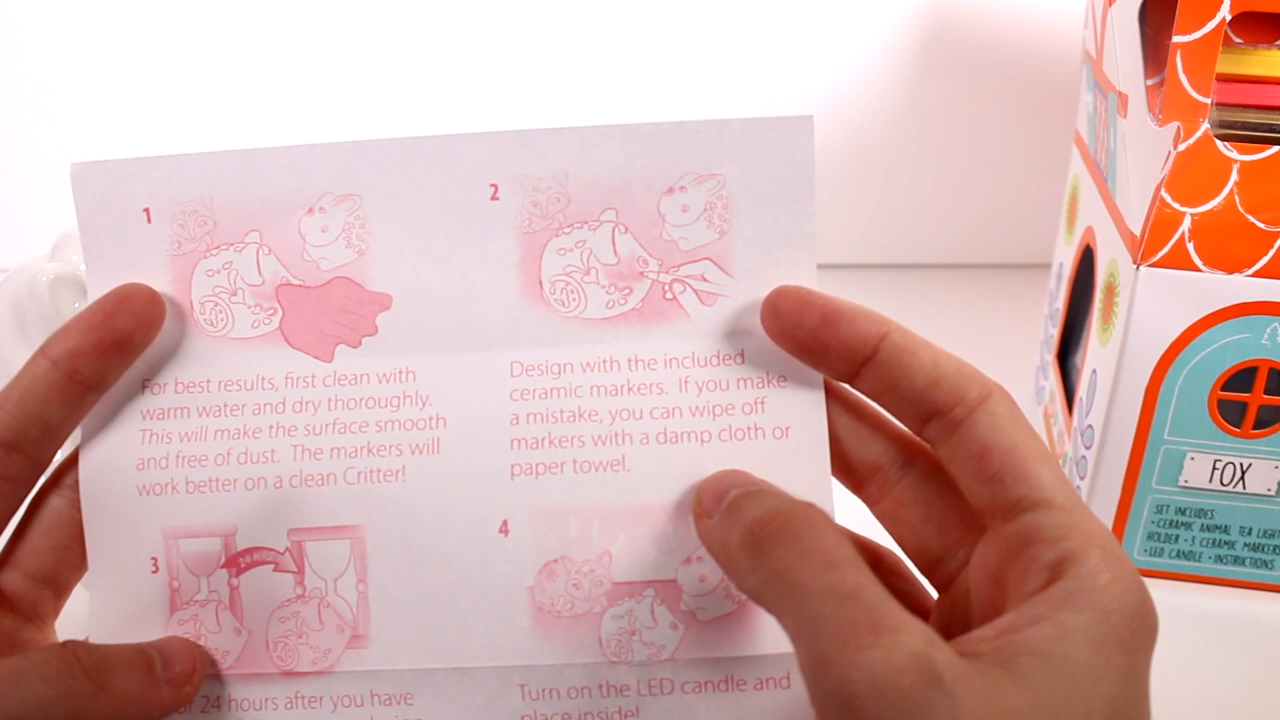 1
For best results, first clean with
warm water and dry thoroughly.
This will make the surface smooth
and free of dust. The markers will
work better on a clean Critter!
2
Design with the included
ceramic markers. If you make
a mistake, you can wipe off
markers with a damp cloth or
paper towel.
3
24 HRS
24 hours after you have
4
Turn on the LED candle and
place inside!
FOX
SET INCLUDES:
• CERAMIC ANIMAL TEA LIGHT
HOLDER • 3 CERAMIC MARKERS
• LED CANDLE • INSTRUCTIONS